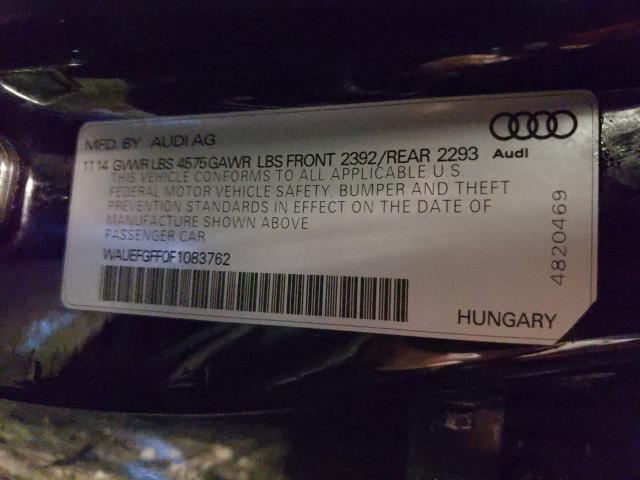 MFD. BY AUDI AG
11 14 GVWR LBS 4575 GAWR LBS FRONT 2392/REAR 2293
THIS VEHICLE CONFORMS TO ALL APPLICABLE U.S.
FEDERAL MOTOR VEHICLE SAFETY, BUMPER AND THEFT
PREVENTION STANDARDS IN EFFECT ON THE DATE OF
MANUFACTURE SHOWN ABOVE
PASSENGER CAR
WAUEFGFF0F1083762
Audi
4820469
HUNGARY